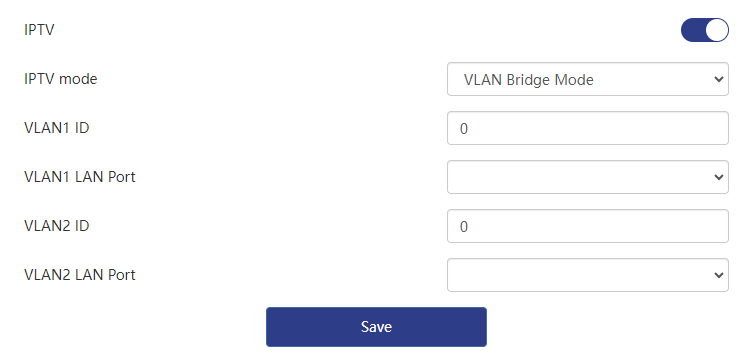 IPTV
IPTV mode VLAN Bridge Mode
VLAN1 ID 0
VLAN1 LAN Port
VLAN2 ID 0
VLAN2 LAN Port
Save